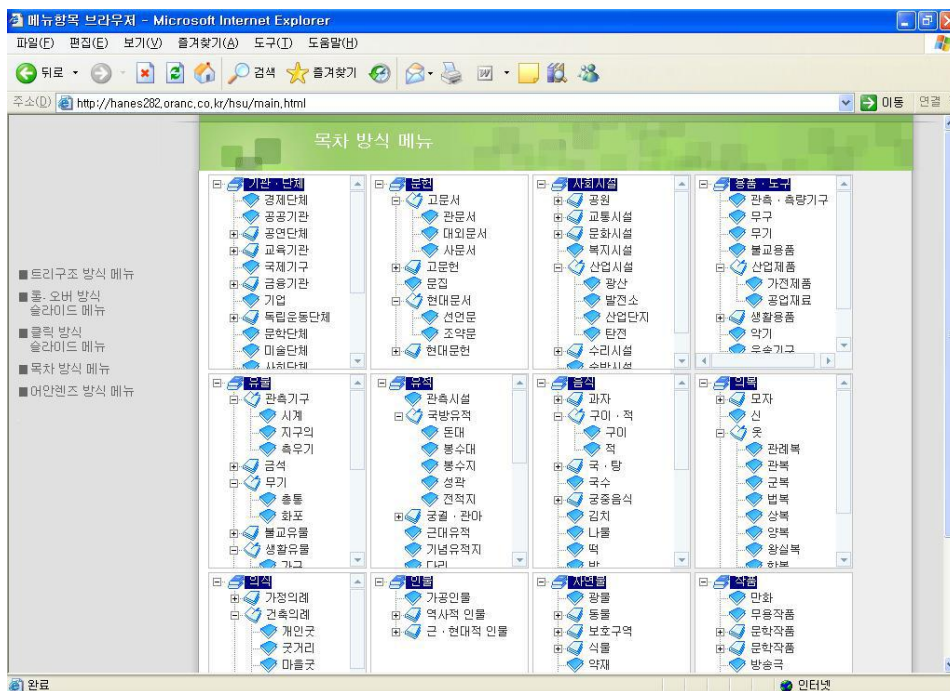 메뉴항목 브라우저 - Microsoft Internet Explorer
파일(F) 편집(E) 보기(V) 즐겨찾기(A) 도구(T) 도움말(H)
뒤로 검색 즐겨찾기
주소(D) http://hanes282.oranc.co.kr/hsu/main.html 이동 연결
목차 방식 메뉴
트리구조 방식 메뉴
롤. 오버 방식
슬라이드 메뉴
클릭 방식
슬라이드 메뉴
목차 방식 메뉴
어안렌즈 방식 메뉴
기관 · 단체
경제단체
공공기관
공연단체
교육기관
국제기구
금융기관
기업
독립운동단체
문학단체
미술단체
사회단체
문헌
고문서
관문서
대외문서
사문서
고문헌
문집
현대문서
선언문
조약문
현대문헌
사회시설
공원
교통시설
문화시설
복지시설
산업시설
광산
발전소
산업단지
탄전
수리시설
숙박시설
용품 · 도구
관측 · 측량기구
무구
무기
불교용품
산업제품
가전제품
공업재료
생활용품
악기
운송기구
유물
관측기구
시계
지구의
측우기
금석
무기
총통
화포
불교유물
생활유물
가구
유적
관측시설
국방유적
돈대
봉수대
봉수지
성곽
전적지
궁궐 · 관아
근대유적
기념유적지
다리
음식
과자
구이 · 적
구이
적
국 · 탕
국수
궁중음식
김치
나물
떡
밥
의복
모자
신
옷
관례복
관복
군복
법복
상복
양복
왕실복
한복
의식
가정의례
건축의례
개인굿
굿거리
마을굿
인물
가공인물
역사적 인물
근 · 현대적 인물
자연물
광물
동물
보호구역
식물
약재
작품
만화
무용작품
문학작품
문학작품
방송극
완료 인터넷